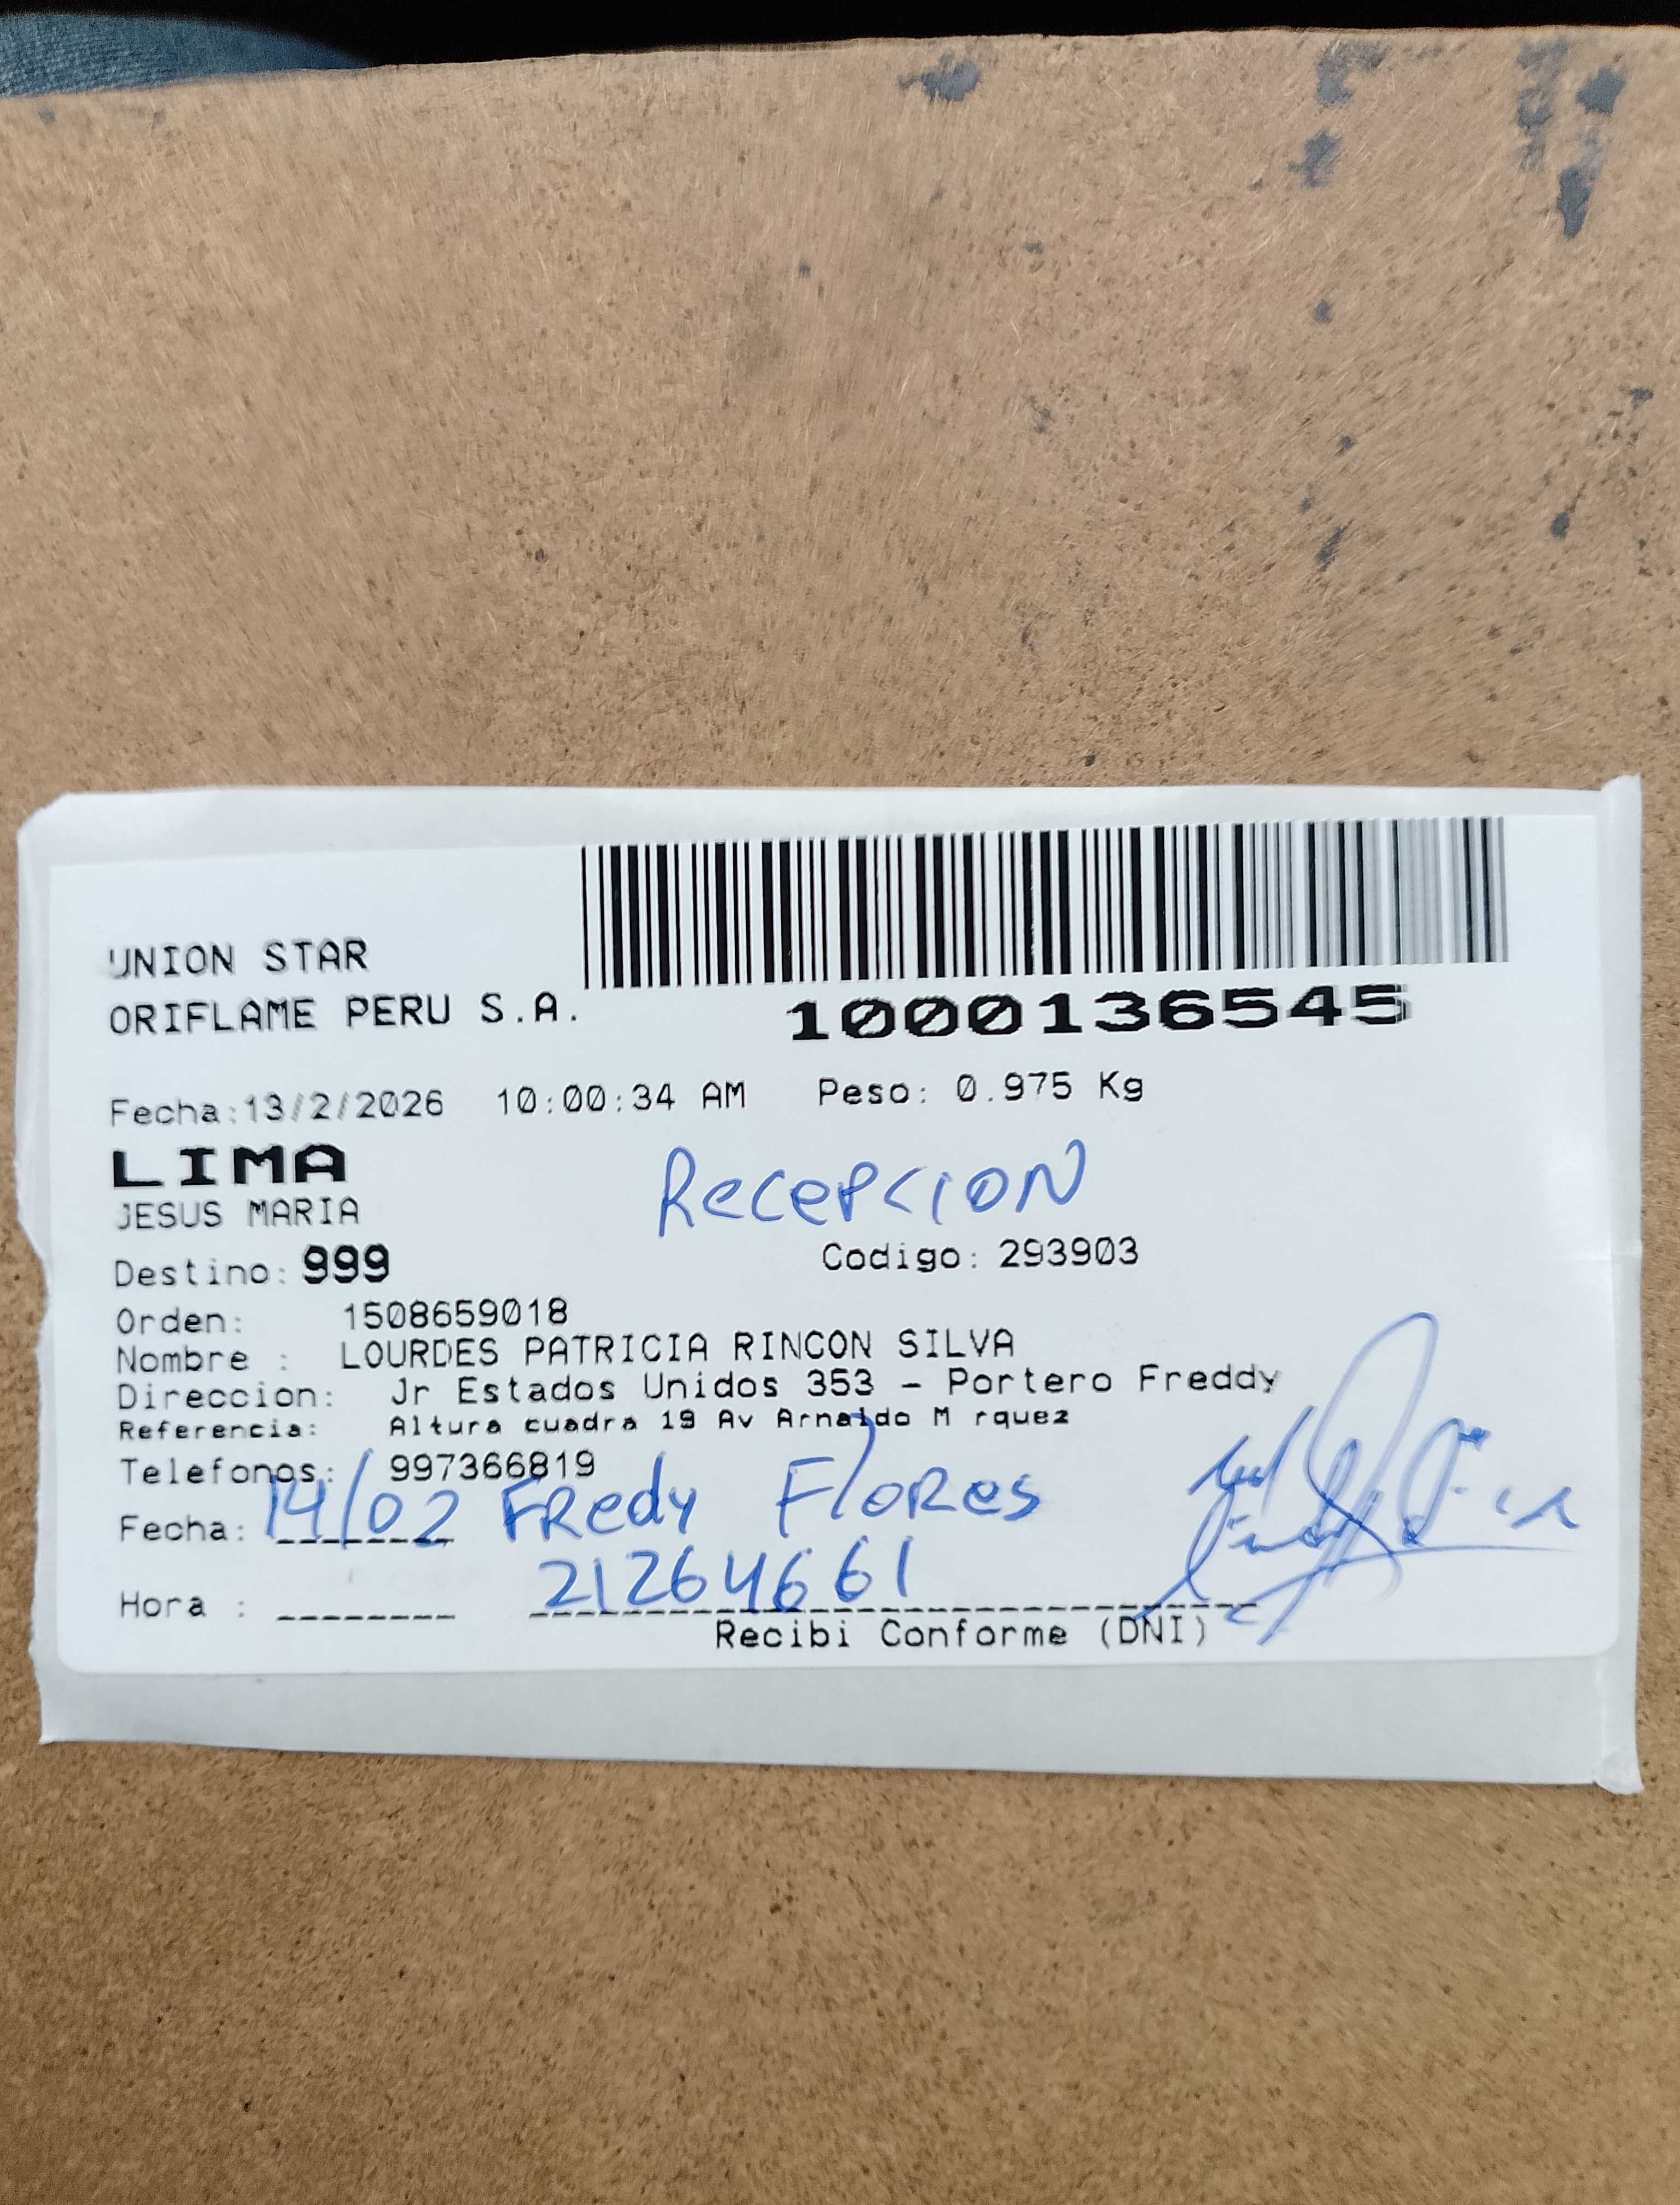 UNION STAR
ORIFLAME PERU S.A.
1000136545
Fecha:13/2/2026 10:00:34 AM Peso: 0.975 Kg
LIMA
JESUS MARIA
Recepcion
Destino: 999 Codigo: 293903
Orden: 1508659018
Nombre : LOURDES PATRICIA RINCON SILVA
Direccion: Jr Estados Unidos 353 - Portero Freddy
Referencia: Altura cuadra 19 Av Arnaldo M rquez
Telefonos: 997366819
Fecha: 14/02 FRedy FloRes
Hora : 21264661
Recibi Conforme (DNI)